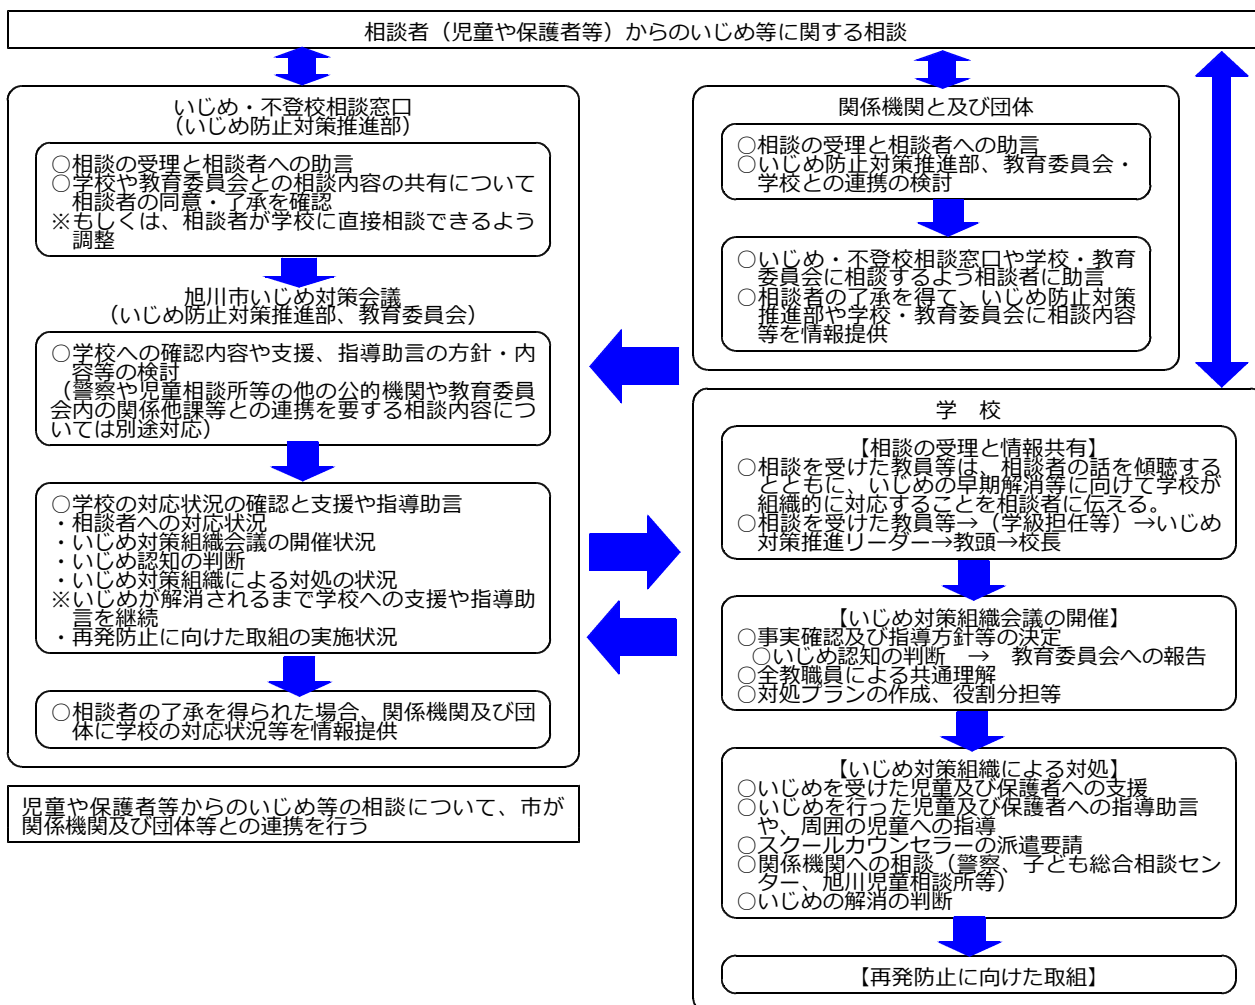 相談者（児童や保護者等）からのいじめ等に関する相談
いじめ・不登校相談窓口
（いじめ防止対策推進部）
○相談の受理と相談者への助言
○学校や教育委員会との相談内容の共有について
相談者の同意・了承を確認
※もしくは、相談者が学校に直接相談できるよう
調整
旭川市いじめ対策会議
（いじめ防止対策推進部、教育委員会）
○学校への確認内容や支援、指導助言の方針・内
容等の検討
（警察や児童相談所等の他の公的機関や教育委員
会内の関係他課等との連携を要する相談内容につ
いては別途対応）
○学校の対応状況の確認と支援や指導助言
・相談者への対応状況
・いじめ対策組織会議の開催状況
・いじめ認知の判断
・いじめ対策組織による対処の状況
※いじめが解消されるまで学校への支援や指導助
言を継続
・再発防止に向けた取組の実施状況
○相談者の了承を得られた場合、関係機関及び団
体に学校の対応状況等を情報提供
児童や保護者等からのいじめ等の相談について、市が
関係機関及び団体等との連携を行う
関係機関と及び団体
○相談の受理と相談者への助言
○いじめ防止対策推進部、教育委員会・
学校との連携の検討
○いじめ・不登校相談窓口や学校・教育
委員会に相談するよう相談者に助言
○相談者の了承を得て、いじめ防止対策
推進部や学校・教育委員会に相談内容
等を情報提供
学　校
【相談の受理と情報共有】
○相談を受けた教員等は、相談者の話を傾聴する
とともに、いじめの早期解消等に向けて学校が
組織的に対応することを相談者に伝える。
○相談を受けた教員等→（学級担任等）→いじめ
対策推進リーダー→教頭→校長
【いじめ対策組織会議の開催】
○事実確認及び指導方針等の決定
○いじめ認知の判断　→　教育委員会への報告
○全教職員による共通理解
○対処プランの作成、役割分担等
【いじめ対策組織による対処】
○いじめを受けた児童及び保護者への支援
○いじめを行った児童及び保護者への指導助言
や、周囲の児童への指導
○スクールカウンセラーの派遣要請
○関係機関への相談（警察、子ども総合相談セン
ター、旭川児童相談所等）
○いじめの解消の判断
【再発防止に向けた取組】